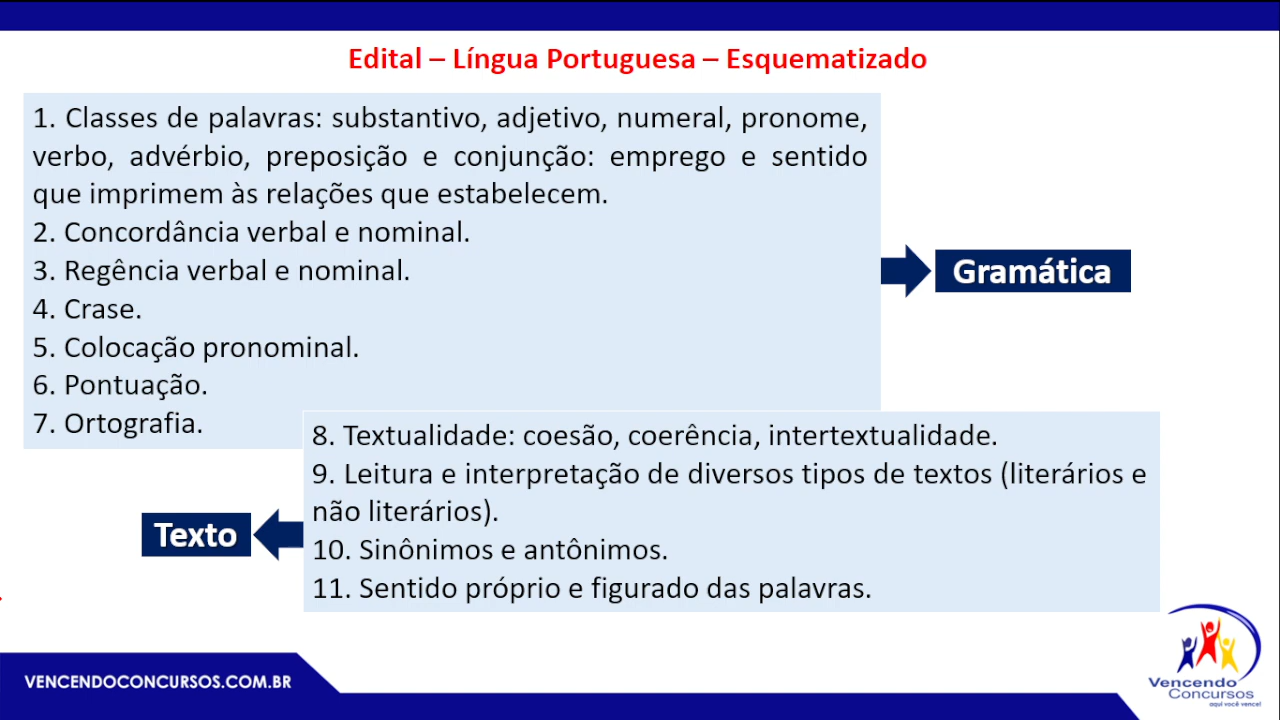 Edital – Língua Portuguesa – Esquematizado
1. Classes de palavras: substantivo, adjetivo, numeral, pronome,
verbo, advérbio, preposição e conjunção: emprego e sentido
que imprimem às relações que estabelecem.
2. Concordância verbal e nominal.
3. Regência verbal e nominal.
4. Crase.
5. Colocação pronominal.
6. Pontuação.
7. Ortografia.
Gramática
8. Textualidade: coesão, coerência, intertextualidade.
9. Leitura e interpretação de diversos tipos de textos (literários e
não literários).
10. Sinônimos e antônimos.
11. Sentido próprio e figurado das palavras.
Texto
VENCENDOCONCURSOS.COM.BR
Vencendo
Concursos
aqui você vence!